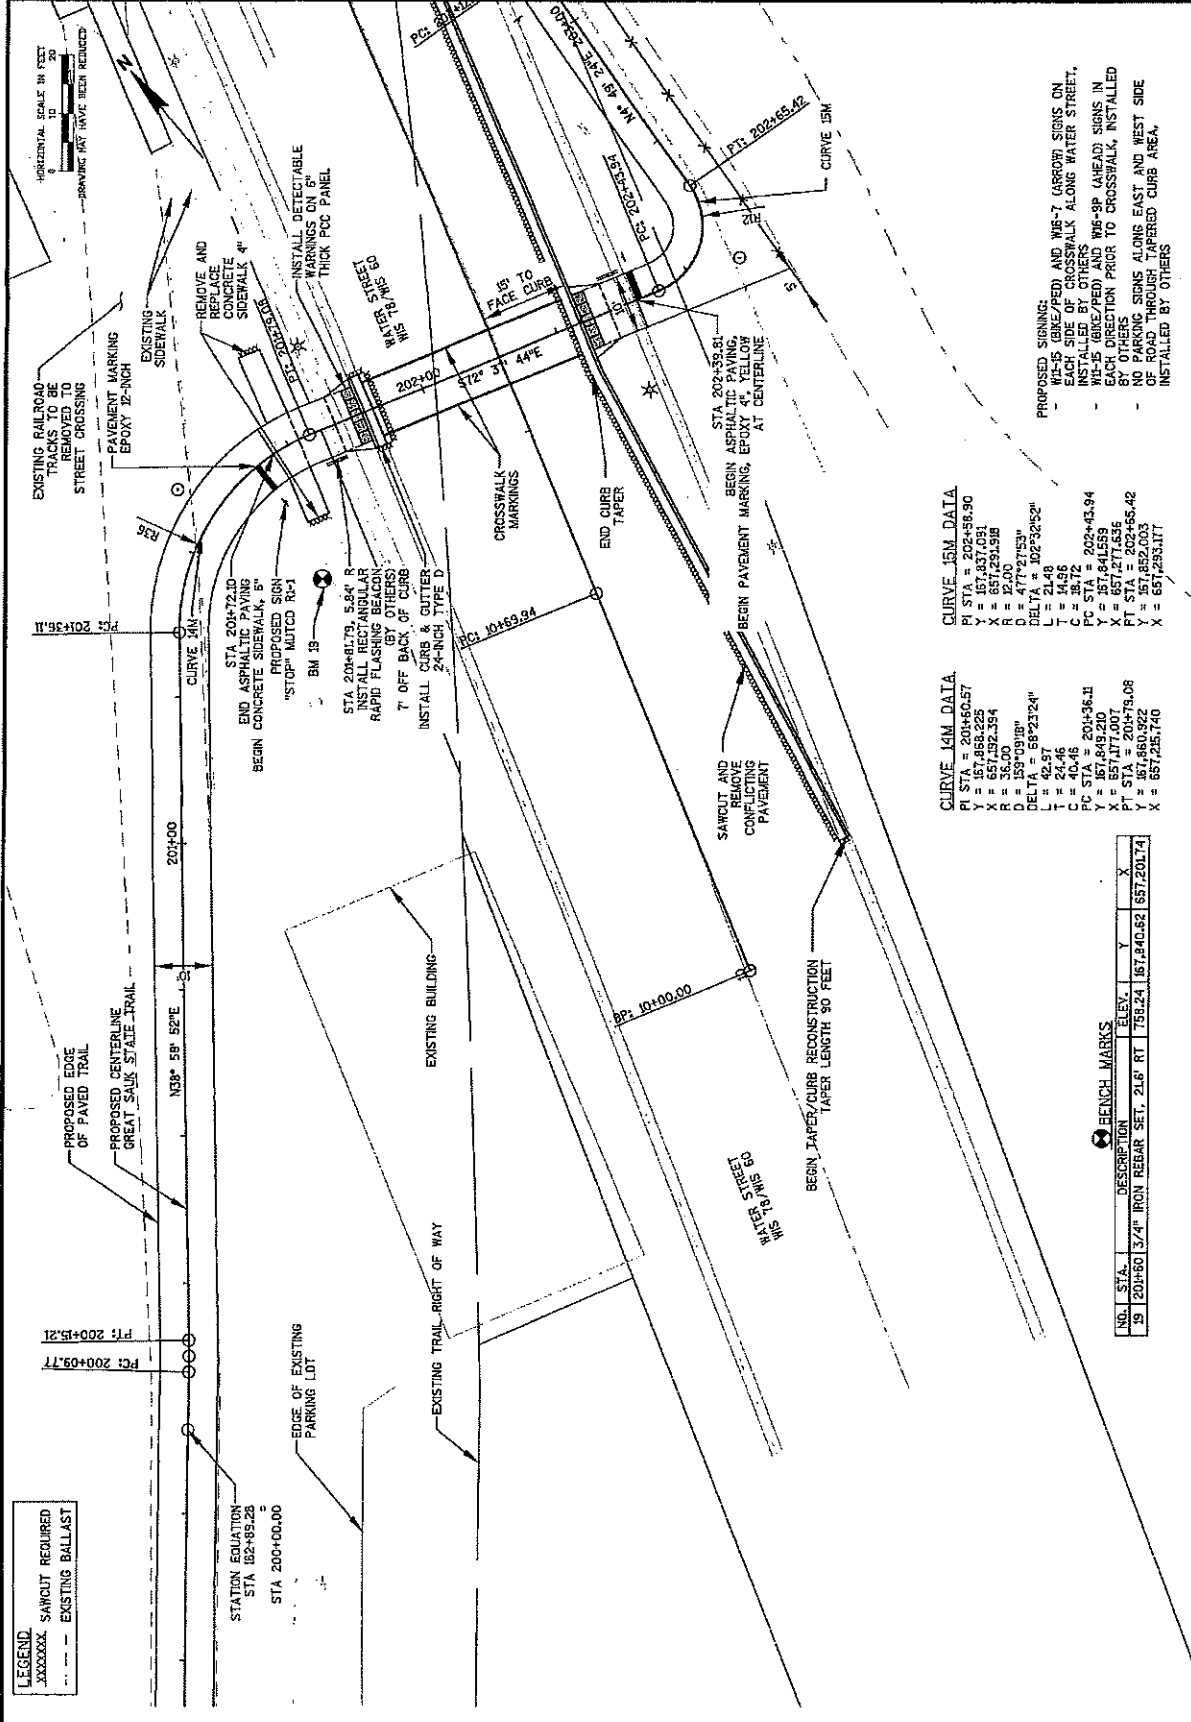 LEGEND
XXXXXXX SAWCUT REQUIRED
-- -- -- EXISTING BALLAST
HORIZONTAL SCALE IN FEET
0 10 20
DRAWING MAY HAVE BEEN REDUCED
N
STATION EQUATION
STA 182+89.28
=
STA 200+00.00
PC: 200+09.77
PT: 200+15.21
PROPOSED EDGE
OF PAVED TRAIL
PROPOSED CENTERLINE
GREAT SAUK STATE TRAIL
N38° 58' 52"E
10'
201+00
PC: 201+36.11
CURVE 14M
R36
EXISTING RAILROAD
TRACKS TO BE
REMOVED TO
STREET CROSSING
PAVEMENT MARKING
EPOXY 12-INCH
EXISTING
SIDEWALK
REMOVE AND
REPLACE
CONCRETE
SIDEWALK 4"
PT: 201+79.08
INSTALL DETECTABLE
WARNINGS ON 6"
THICK PCC PANEL
STA 201+72.10
END ASPHALTIC PAVING
BEGIN CONCRETE SIDEWALK, 6"
PROPOSED SIGN
"STOP" MUTCD R1-1
BM 19
STA 201+81.79, 5.84' R
INSTALL RECTANGULAR
RAPID FLASHING BEACON
(BY OTHERS)
7' OFF BACK OF CURB
INSTALL CURB & GUTTER
24-INCH TYPE D
WATER STREET
WIS 78/WIS 60
202+00
S72° 37' 44"E
15' TO
FACE CURB
CROSSWALK
MARKINGS
END CURB
TAPER
10'
PC: 202+43.94
N4° 49' 24"E
203+00
PT: 202+65.42
CURVE 15M
R12
5'
STA 202+39.81
BEGIN ASPHALTIC PAVING,
BEGIN PAVEMENT MARKING, EPOXY 4", YELLOW
AT CENTERLINE
PC: 10+69.94
SAWCUT AND
REMOVE
CONFLICTING
PAVEMENT
EXISTING BUILDING
BP: 10+00.00
BEGIN TAPER/CURB RECONSTRUCTION
TAPER LENGTH 90 FEET
EDGE OF EXISTING
PARKING LOT
EXISTING TRAIL RIGHT OF WAY
WATER STREET
WIS 78/WIS 60
PROPOSED SIGNING:
- W11-15 (BIKE/PED) AND W16-7 (ARROW) SIGNS ON
EACH SIDE OF CROSSWALK ALONG WATER STREET,
INSTALLED BY OTHERS
- W11-15 (BIKE/PED) AND W16-9P (AHEAD) SIGNS IN
EACH DIRECTION PRIOR TO CROSSWALK, INSTALLED
BY OTHERS
- NO PARKING SIGNS ALONG EAST AND WEST SIDE
OF ROAD THROUGH TAPERED CURB AREA,
INSTALLED BY OTHERS
CURVE 14M DATA
PI STA = 201+60.57
Y = 167,868.225
X = 657,192.394
R = 36.00
D = 159°09'18"
DELTA = 68°23'24"
L = 42.97
T = 24.46
C = 40.46
PC STA = 201+36.11
Y = 167,849.210
X = 657,177.007
PT STA = 201+79.08
Y = 167,860.922
X = 657,215.740
CURVE 15M DATA
PI STA = 202+58.90
Y = 167,837.091
X = 657,291.918
R = 12.00
D = 477°27'53"
DELTA = 102°32'52"
L = 21.48
T = 14.96
C = 18.72
PC STA = 202+43.94
Y = 167,841.559
X = 657,277.636
PT STA = 202+65.42
Y = 167,852.003
X = 657,293.177
BENCH MARKS
NO. STA. DESCRIPTION ELEV. Y X
19 201+60 3/4" IRON REBAR SET, 21.6' RT 758.24 167,840.62 657,201.74